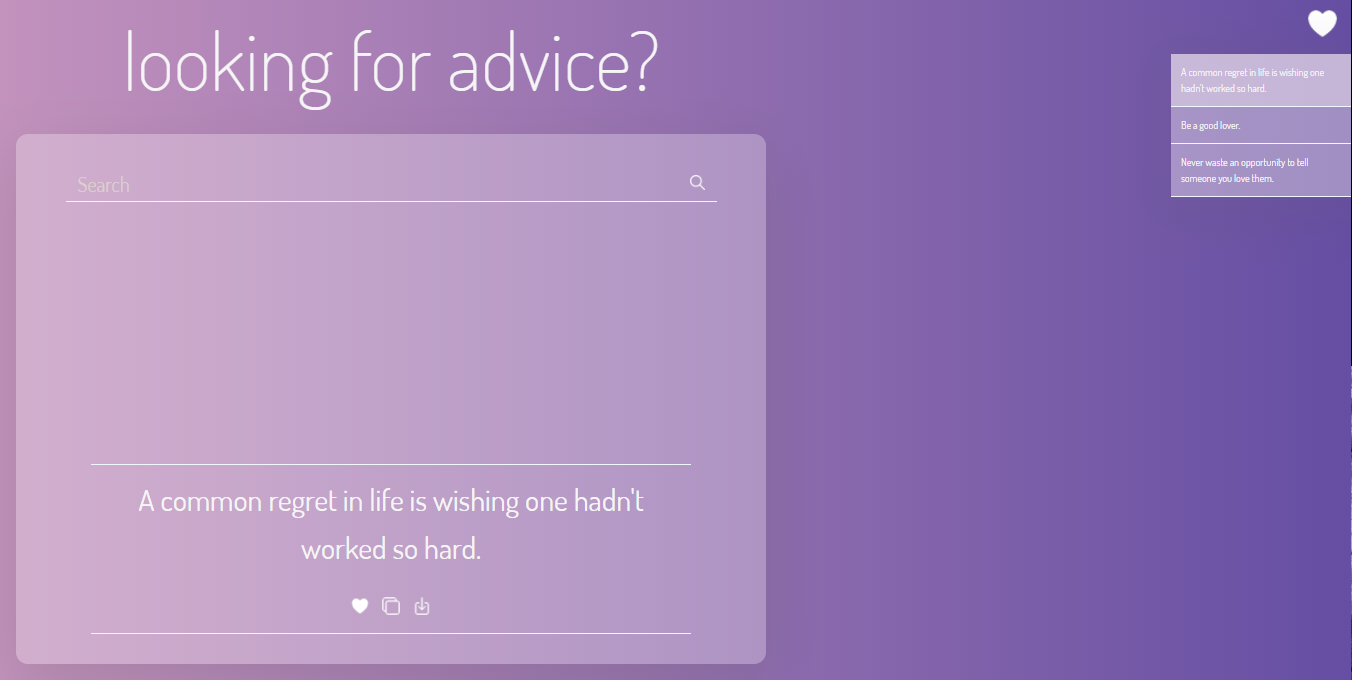 looking for advice?
Search
A common regret in life is wishing one hadn't
worked so hard.
A common regret in life is wishing one
hadn't worked so hard.
Be a good lover.
Never waste an opportunity to tell
someone you love them.